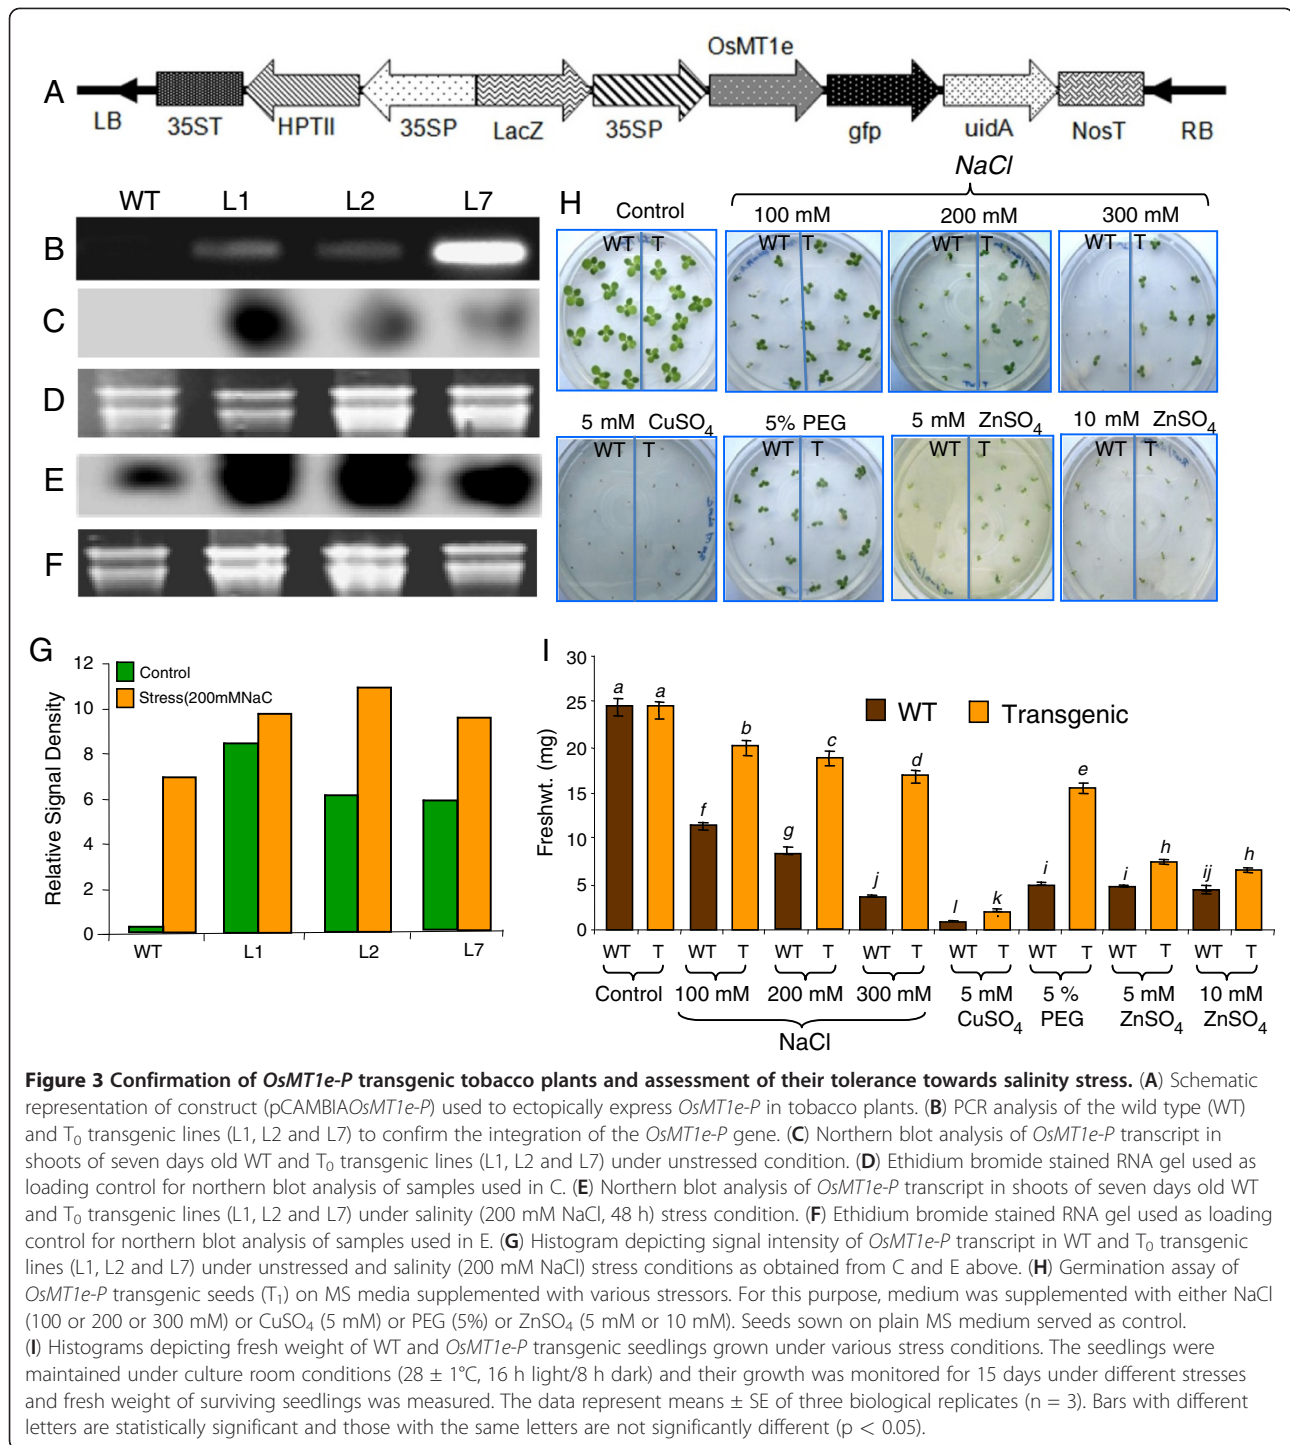 A
OsMT1e
LB 35ST HPTII 35SP LacZ 35SP gfp uidA NosT RB
WT L1 L2 L7
B
C
D
E
F
H
NaCl
Control 100 mM 200 mM 300 mM
WT T WT T WT T WT T
5 mM CuSO₄ 5% PEG 5 mM ZnSO₄ 10 mM ZnSO₄
WT T WT T WT T WT T
G
Relative Signal Density
12
10
8
6
4
2
0
Control
Stress(200mMNaC
WT L1 L2 L7
I
Freshwt. (mg)
30
25
20
15
10
5
0
WT Transgenic
a a f b g c j d l k i e i h ij h
WT T WT T WT T WT T WT T WT T WT T WT T
Control 100 mM 200 mM 300 mM 5 mM CuSO₄ 5 % PEG 5 mM ZnSO₄ 10 mM ZnSO₄
NaCl
Figure 3 Confirmation of OsMT1e-P transgenic tobacco plants and assessment of their tolerance towards salinity stress. (A) Schematic
representation of construct (pCAMBIAOsMT1e-P) used to ectopically express OsMT1e-P in tobacco plants. (B) PCR analysis of the wild type (WT)
and T₀ transgenic lines (L1, L2 and L7) to confirm the integration of the OsMT1e-P gene. (C) Northern blot analysis of OsMT1e-P transcript in
shoots of seven days old WT and T₀ transgenic lines (L1, L2 and L7) under unstressed condition. (D) Ethidium bromide stained RNA gel used as
loading control for northern blot analysis of samples used in C. (E) Northern blot analysis of OsMT1e-P transcript in shoots of seven days old WT
and T₀ transgenic lines (L1, L2 and L7) under salinity (200 mM NaCl, 48 h) stress condition. (F) Ethidium bromide stained RNA gel used as loading
control for northern blot analysis of samples used in E. (G) Histogram depicting signal intensity of OsMT1e-P transcript in WT and T₀ transgenic
lines (L1, L2 and L7) under unstressed and salinity (200 mM NaCl) stress conditions as obtained from C and E above. (H) Germination assay of
OsMT1e-P transgenic seeds (T₁) on MS media supplemented with various stressors. For this purpose, medium was supplemented with either NaCl
(100 or 200 or 300 mM) or CuSO₄ (5 mM) or PEG (5%) or ZnSO₄ (5 mM or 10 mM). Seeds sown on plain MS medium served as control.
(I) Histograms depicting fresh weight of WT and OsMT1e-P transgenic seedlings grown under various stress conditions. The seedlings were
maintained under culture room conditions (28 ± 1°C, 16 h light/8 h dark) and their growth was monitored for 15 days under different stresses
and fresh weight of surviving seedlings was measured. The data represent means ± SE of three biological replicates (n = 3). Bars with different
letters are statistically significant and those with the same letters are not significantly different (p < 0.05).